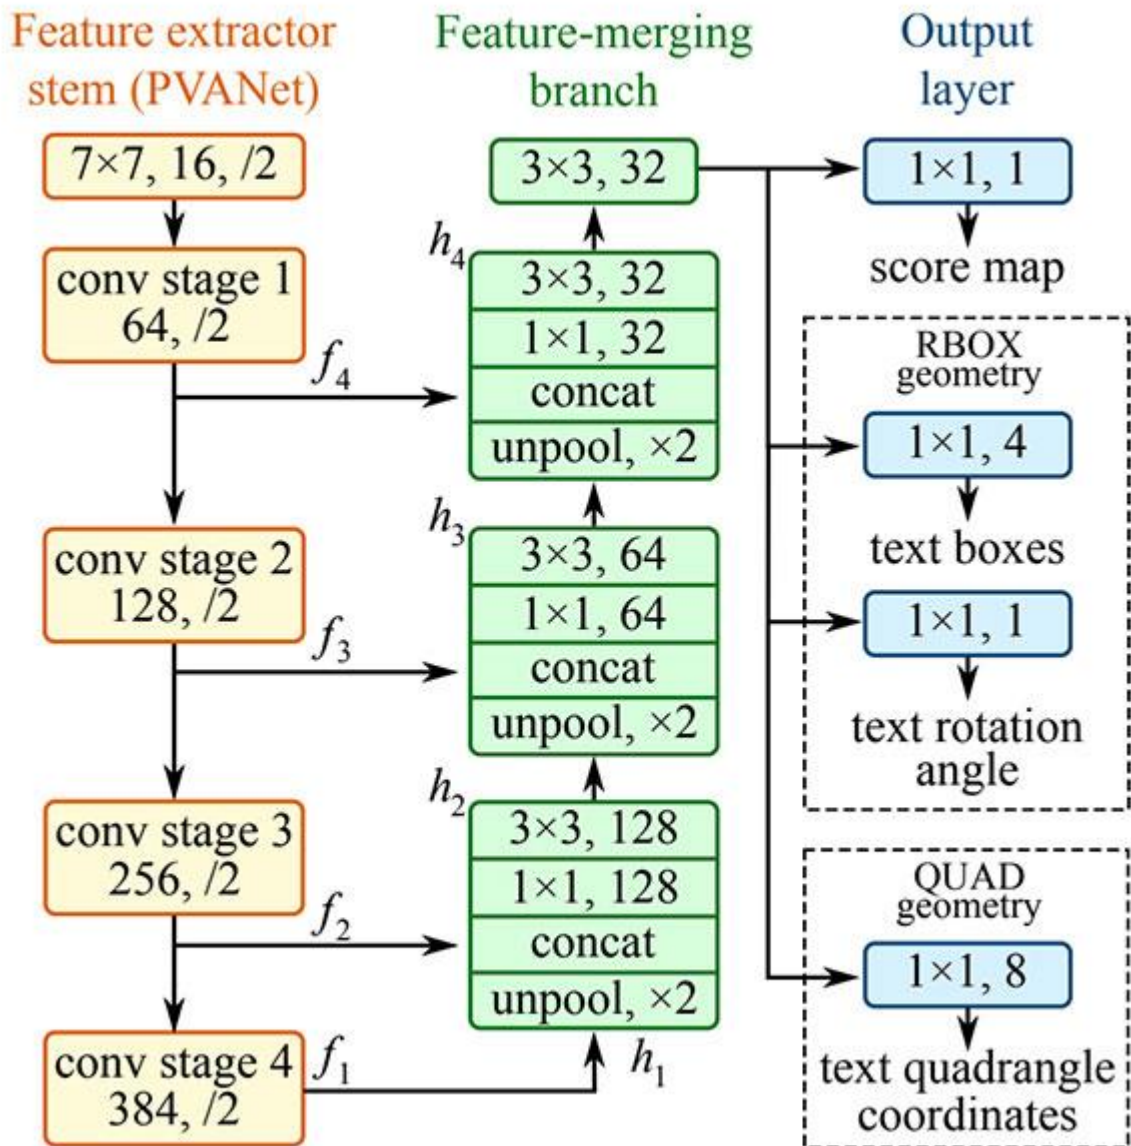 Feature extractor
stem (PVANet)
7×7, 16, /2
conv stage 1
64, /2
f₄
conv stage 2
128, /2
f₃
conv stage 3
256, /2
f₂
conv stage 4
384, /2
f₁
Feature-merging
branch
3×3, 32
h₄
3×3, 32
1×1, 32
concat
unpool, ×2
h₃
3×3, 64
1×1, 64
concat
unpool, ×2
h₂
3×3, 128
1×1, 128
concat
unpool, ×2
h₁
Output
layer
1×1, 1
score map
RBOX
geometry
1×1, 4
text boxes
1×1, 1
text rotation
angle
QUAD
geometry
1×1, 8
text quadrangle
coordinates